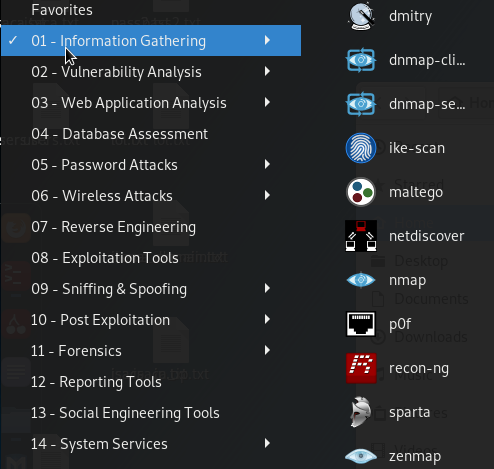 Favorites
01 - Information Gathering
02 - Vulnerability Analysis
03 - Web Application Analysis
04 - Database Assessment
05 - Password Attacks
06 - Wireless Attacks
07 - Reverse Engineering
08 - Exploitation Tools
09 - Sniffing & Spoofing
10 - Post Exploitation
11 - Forensics
12 - Reporting Tools
13 - Social Engineering Tools
14 - System Services
dmitry
dnmap-cli...
dnmap-se...
ike-scan
maltego
netdiscover
nmap
p0f
recon-ng
sparta
zenmap
Desktop
Documents
Downloads